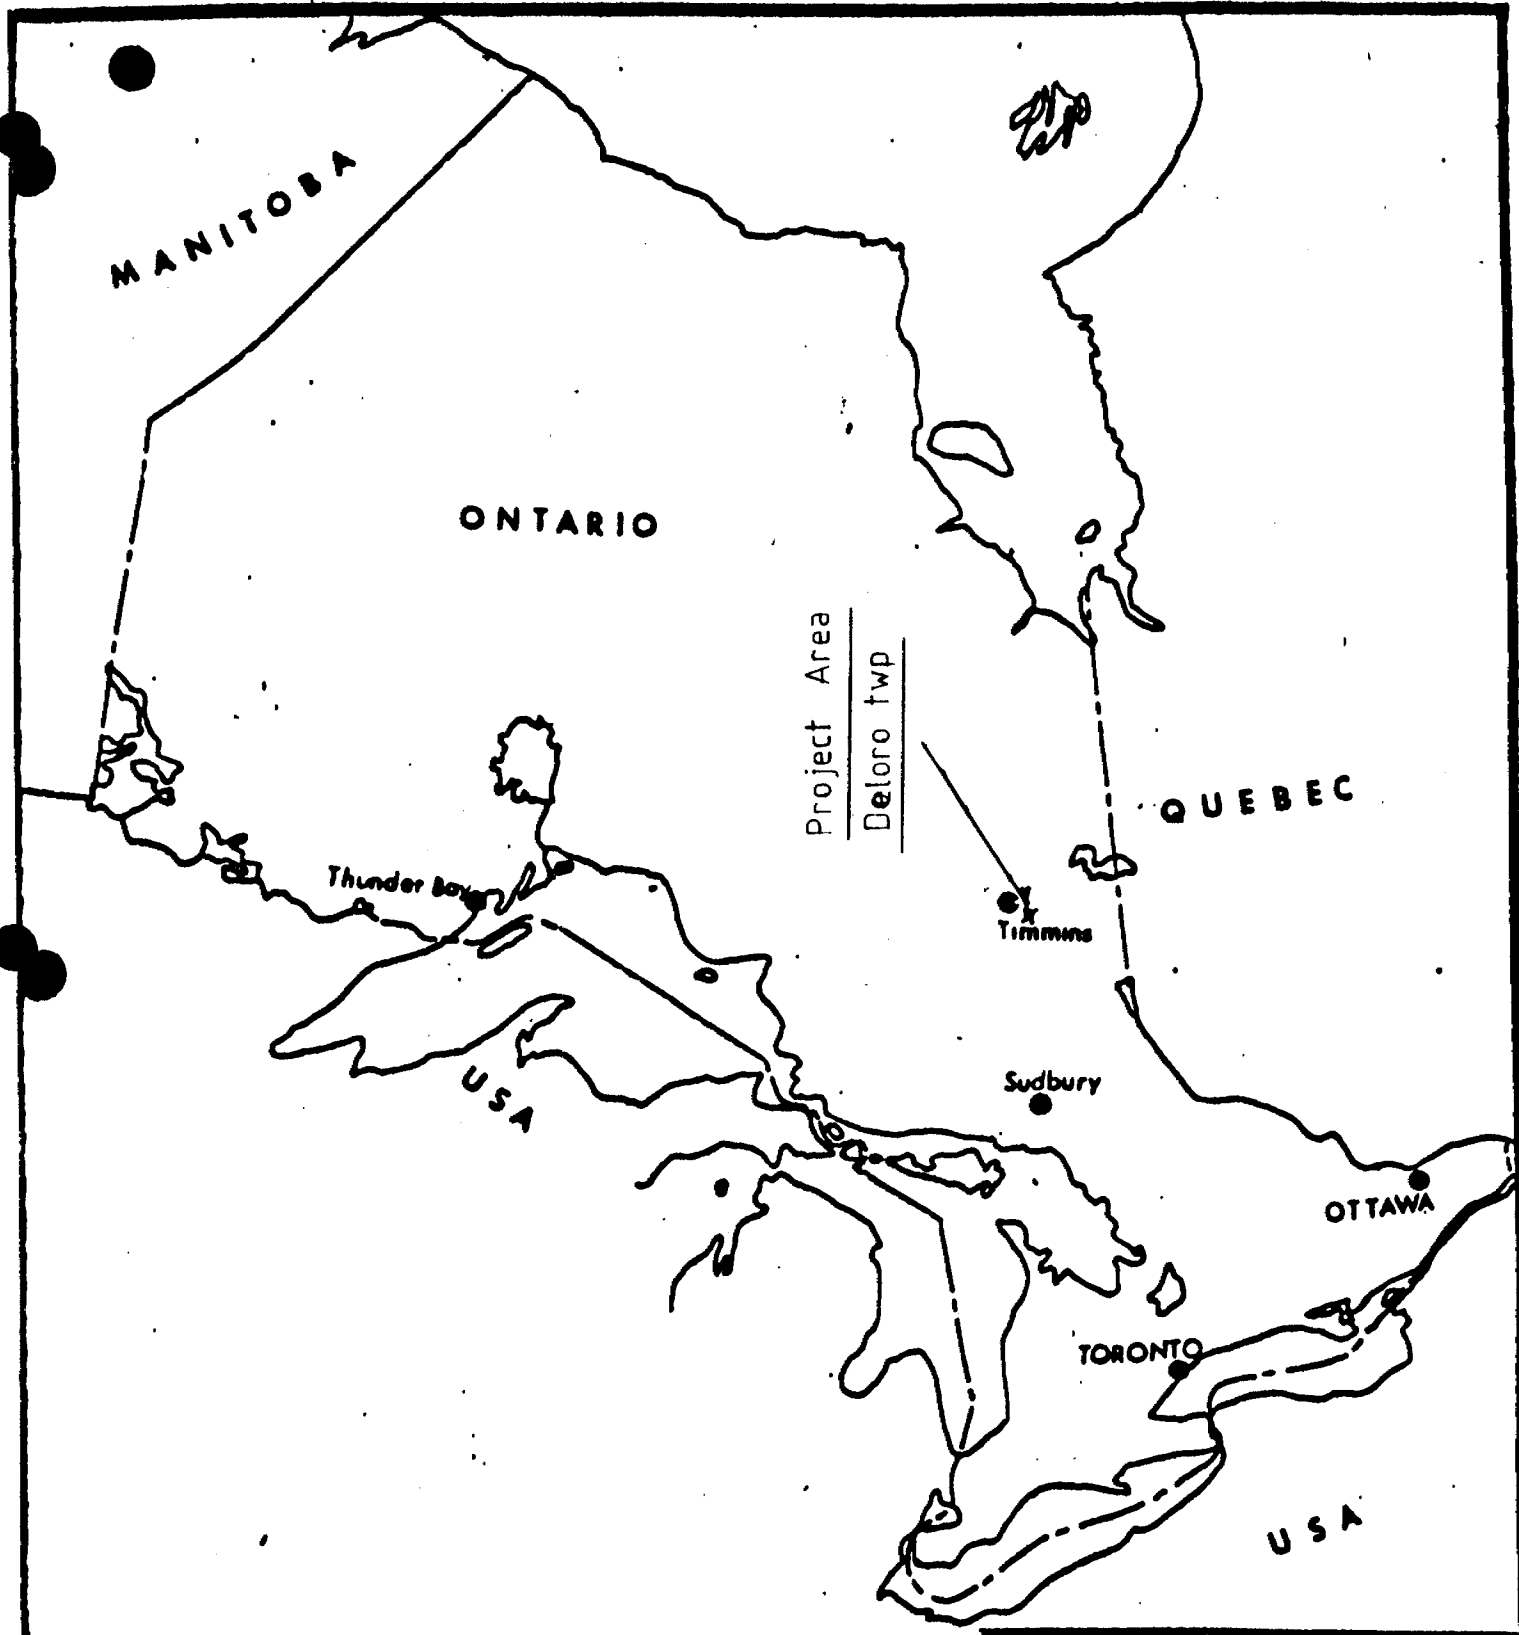 MANITOBA
ONTARIO
Project Area
Deloro twp
QUEBEC
Thunder Bay
Timmins
USA
Sudbury
OTTAWA
TORONTO
USA